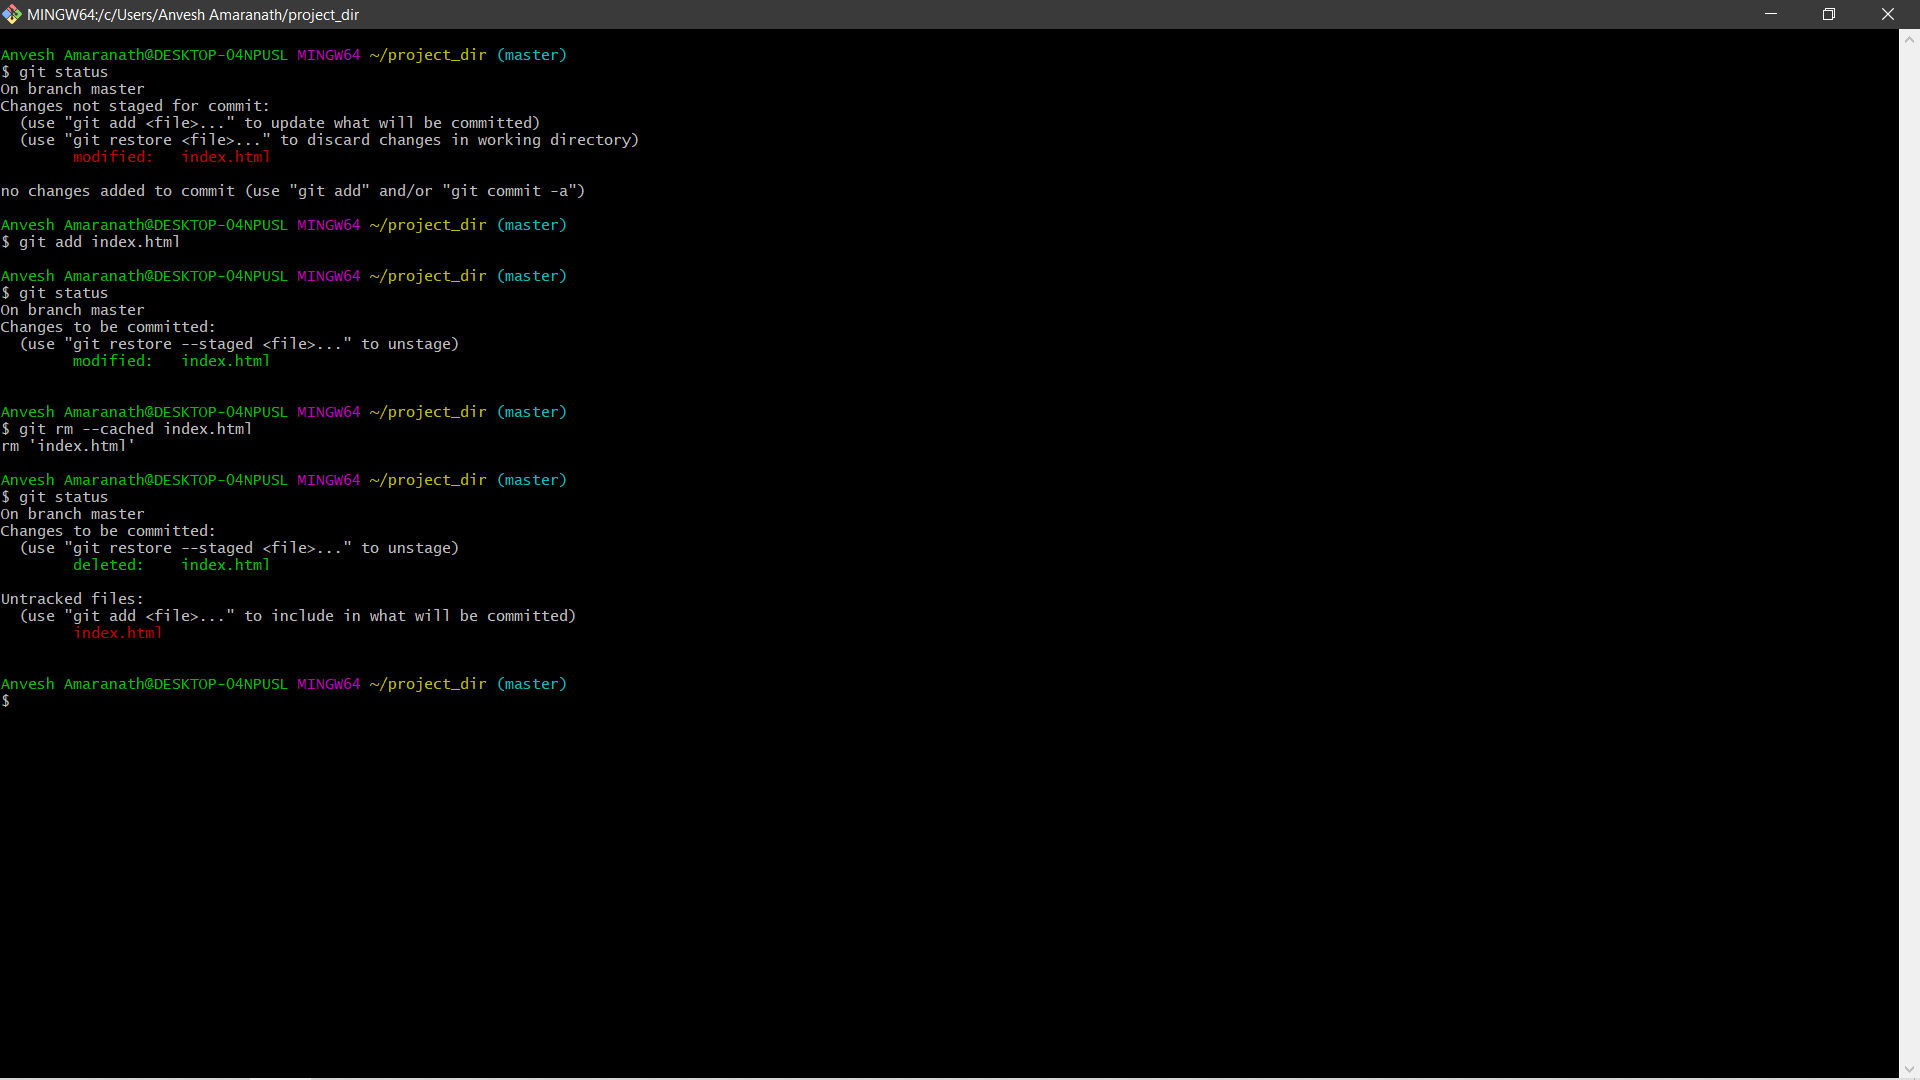 MINGW64:/c/Users/Anvesh Amaranath/project_dir
Anvesh Amaranath@DESKTOP-04NPUSL MINGW64 ~/project_dir (master)
$ git status
On branch master
Changes not staged for commit:
  (use "git add <file>..." to update what will be committed)
  (use "git restore <file>..." to discard changes in working directory)
        modified:   index.html
no changes added to commit (use "git add" and/or "git commit -a")
Anvesh Amaranath@DESKTOP-04NPUSL MINGW64 ~/project_dir (master)
$ git add index.html
Anvesh Amaranath@DESKTOP-04NPUSL MINGW64 ~/project_dir (master)
$ git status
On branch master
Changes to be committed:
  (use "git restore --staged <file>..." to unstage)
        modified:   index.html
Anvesh Amaranath@DESKTOP-04NPUSL MINGW64 ~/project_dir (master)
$ git rm --cached index.html
rm 'index.html'
Anvesh Amaranath@DESKTOP-04NPUSL MINGW64 ~/project_dir (master)
$ git status
On branch master
Changes to be committed:
  (use "git restore --staged <file>..." to unstage)
        deleted:    index.html
Untracked files:
  (use "git add <file>..." to include in what will be committed)
        index.html
Anvesh Amaranath@DESKTOP-04NPUSL MINGW64 ~/project_dir (master)
$